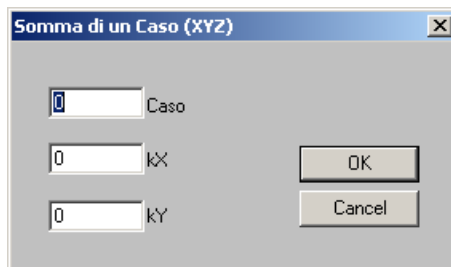 Somma di un Caso (XYZ)
0 Caso
0 kX
OK
0 kY
Cancel